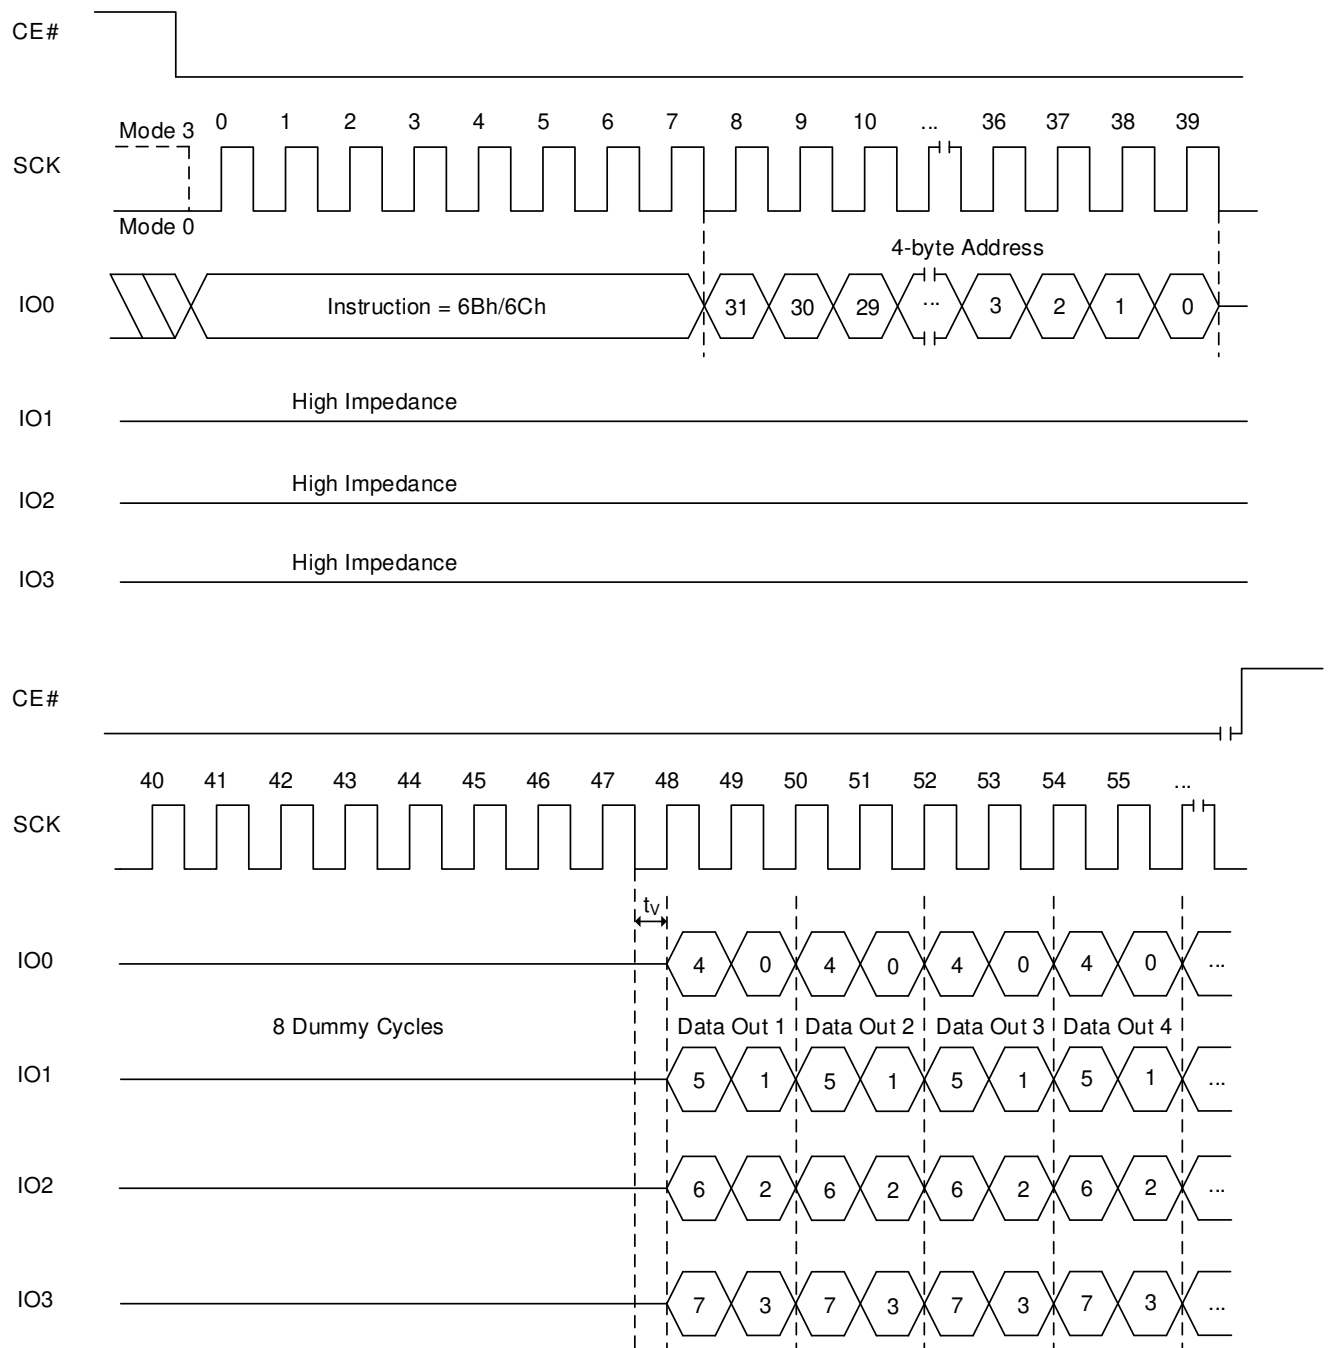 CE#
Mode 3 0 1 2 3 4 5 6 7 8 9 10 ... 36 37 38 39
SCK
Mode 0
4-byte Address
IO0 Instruction = 6Bh/6Ch 31 30 29 ... 3 2 1 0
High Impedance
IO1
High Impedance
IO2
High Impedance
IO3
CE#
40 41 42 43 44 45 46 47 48 49 50 51 52 53 54 55 ...
SCK
tV
IO0 4 0 4 0 4 0 4 0 ...
8 Dummy Cycles Data Out 1 Data Out 2 Data Out 3 Data Out 4
IO1 5 1 5 1 5 1 5 1 ...
IO2 6 2 6 2 6 2 6 2 ...
IO3 7 3 7 3 7 3 7 3 ...